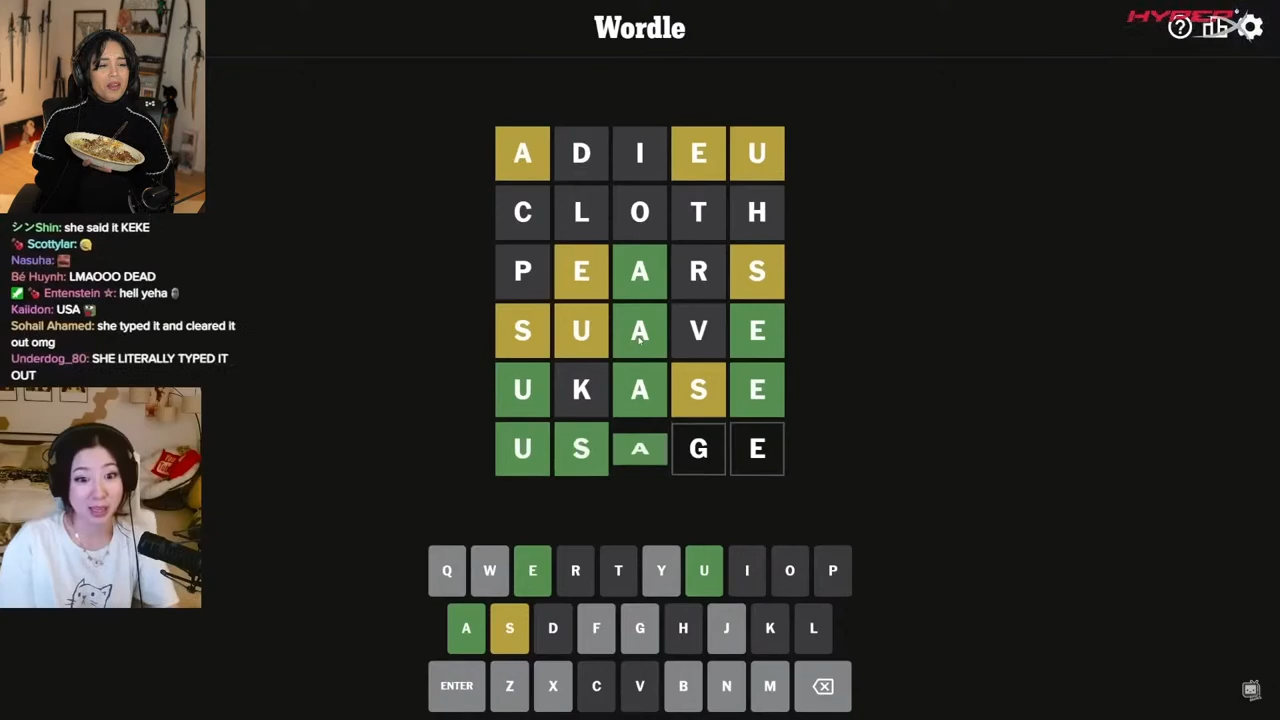 Wordle
HYPER
A D I E U
C L O T H
P E A R S
S U A V E
U K A S E
U S A G E
シンShin: she said it KEKE
Scottylar:
Nasuha:
Bé Huynh: LMAOOO DEAD
Entenstein ☆: hell yeha
Kaiidon: USA
Sohail Ahamed: she typed it and cleared it
out omg
Underdog_80: SHE LITERALLY TYPED IT
OUT
Q W E R T Y U I O P
A S D F G H J K L
ENTER Z X C V B N M